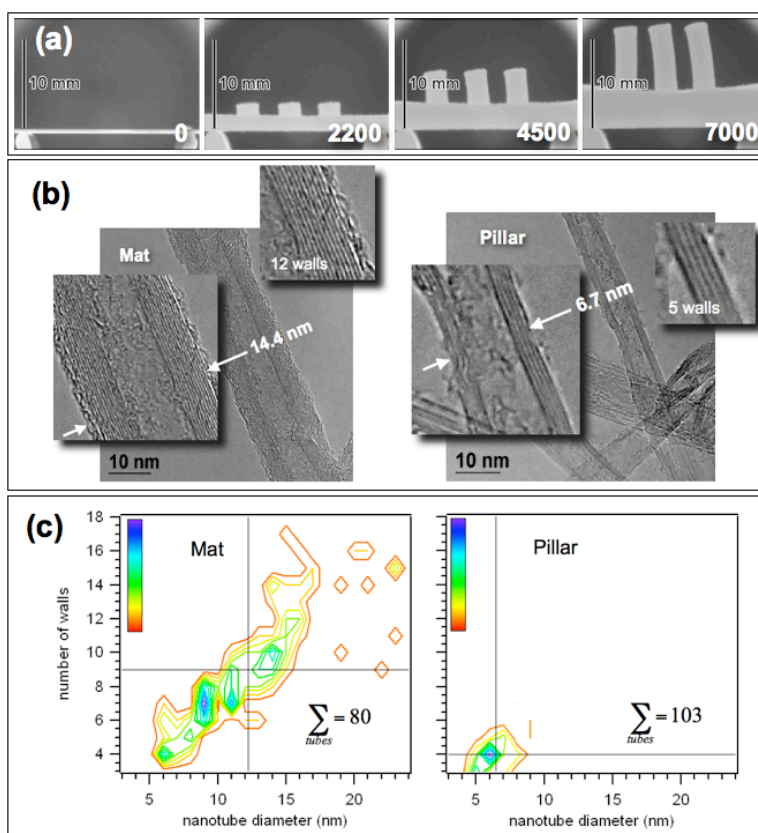 (a)
10 mm
0
10 mm
2200
10 mm
4500
10 mm
7000
(b)
Mat
12 walls
14.4 nm
10 nm
Pillar
5 walls
6.7 nm
10 nm
(c)
Mat
number of walls
18
16
14
12
10
8
6
4
∑ = 80
tubes
5 10 15 20
nanotube diameter (nm)
Pillar
∑ = 103
tubes
5 10 15 20
nanotube diameter (nm)